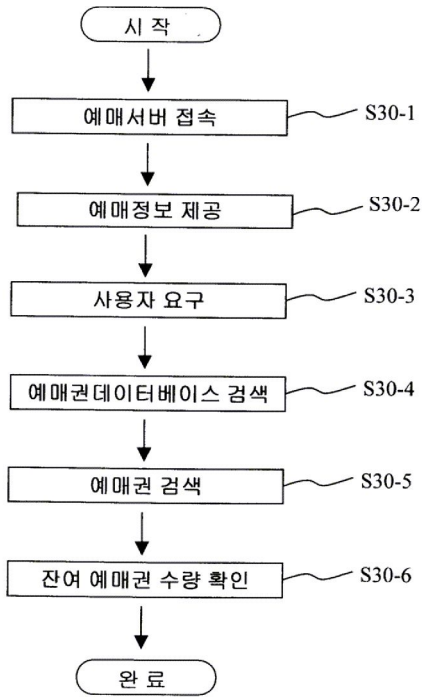 시 작
예매서버 접속
S30-1
예매정보 제공
S30-2
사용자 요구
S30-3
예매권데이터베이스 검색
S30-4
예매권 검색
S30-5
잔여 예매권 수량 확인
S30-6
완 료